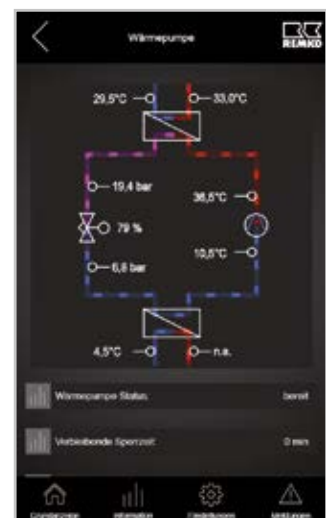 Wärmepumpe
REMKO
29,5°C
33,0°C
19,4 bar
36,5°C
79 %
10,5°C
6,8 bar
4,5°C
n.a.
Wärmepumpe Status:
bereit
Verbleibende Sperrzeit:
0 min
Grundanzeige
Information
Einstellungen
Meldungen